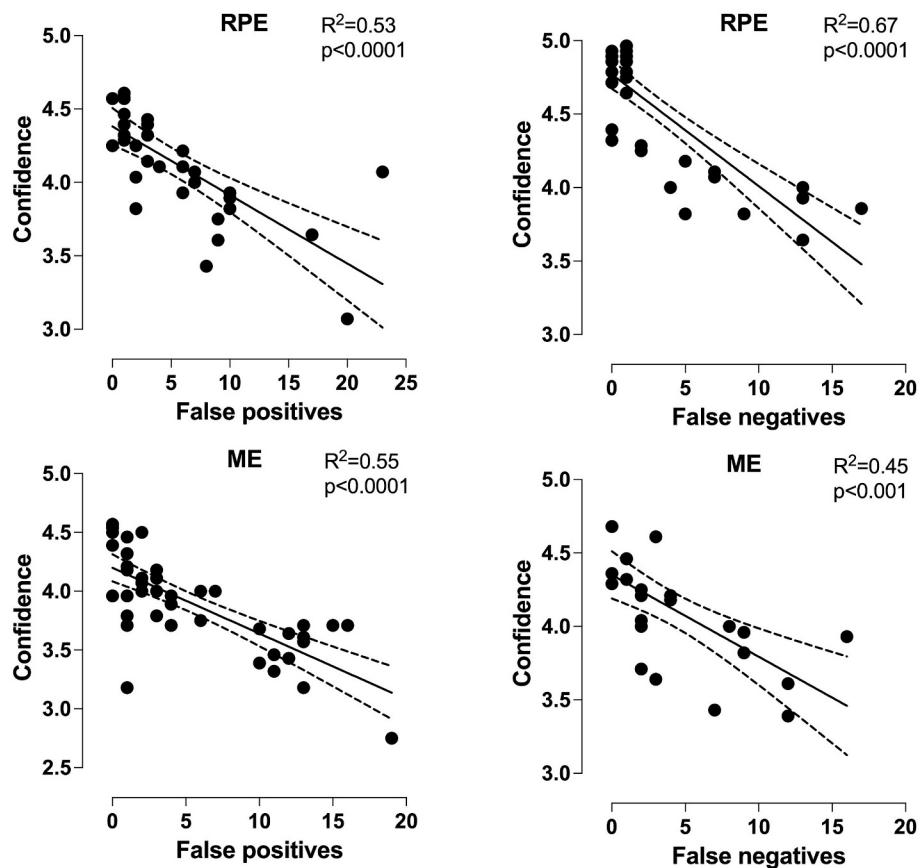 RPE
R²=0.53
p<0.0001
5.0
4.5
4.0
3.5
3.0
Confidence
0 5 10 15 20 25
False positives
RPE
R²=0.67
p<0.0001
5.0
4.5
4.0
3.5
3.0
Confidence
0 5 10 15 20
False negatives
ME
R²=0.55
p<0.0001
5.0
4.5
4.0
3.5
3.0
2.5
Confidence
0 5 10 15 20
False positives
ME
R²=0.45
p<0.001
5.0
4.5
4.0
3.5
3.0
Confidence
0 5 10 15 20
False negatives